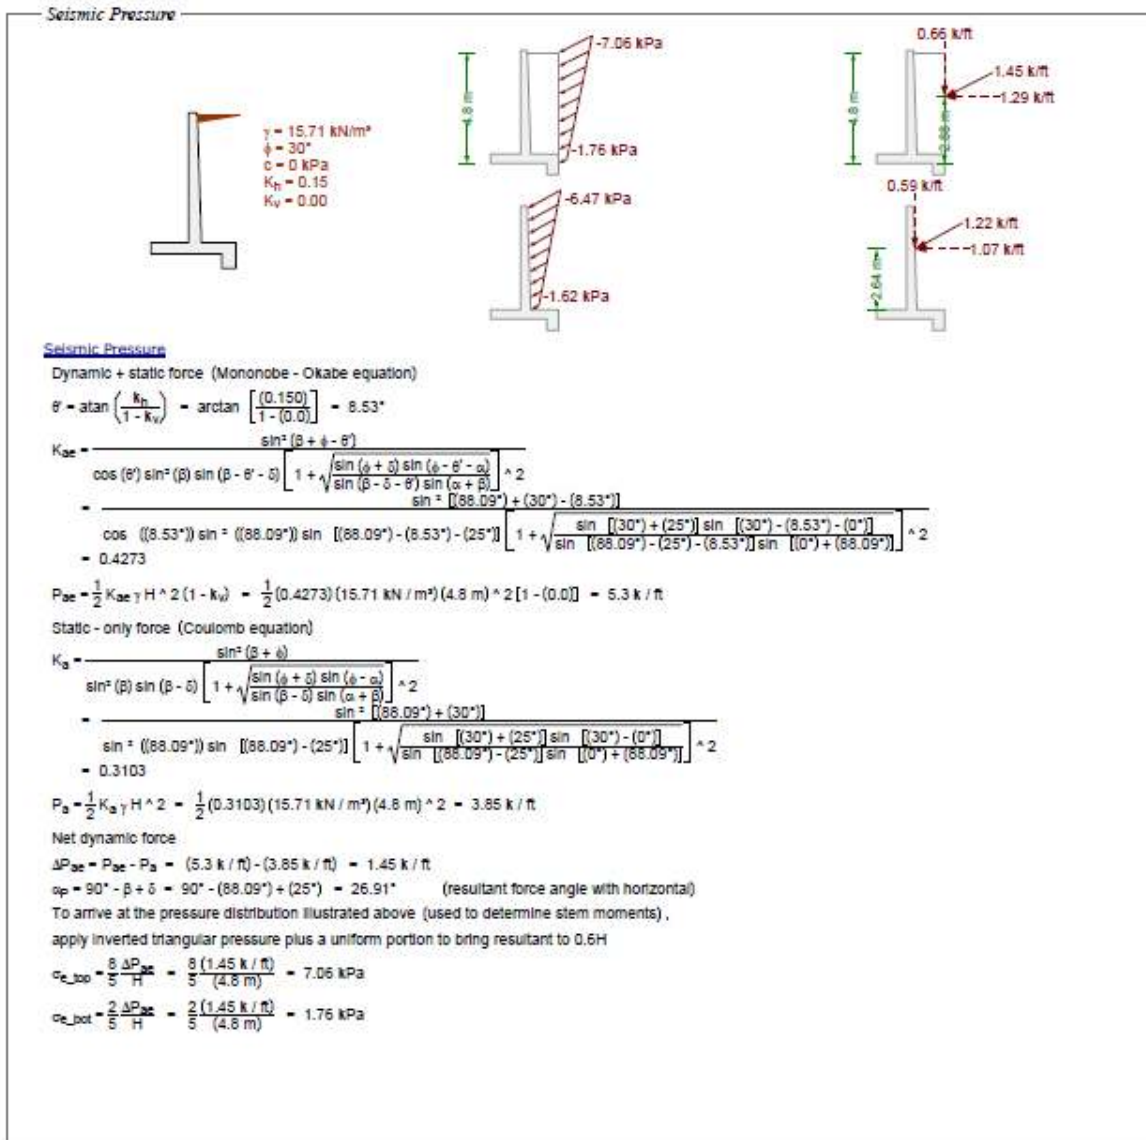 Seismic Pressure
γ = 15.71 kN/m³
ϕ = 30°
c = 0 kPa
Kh = 0.15
Kv = 0.00
4.8 m
-7.06 kPa
-1.76 kPa
4.8 m
0.66 k/ft
1.45 k/ft
1.29 k/ft
2.88 m
-6.47 kPa
-1.62 kPa
0.59 k/ft
1.22 k/ft
1.07 k/ft
2.64 m
Seismic Pressure
Dynamic + static force (Mononobe - Okabe equation)
θ' = atan (kh / 1 - kv) = arctan [(0.150) / 1 - (0.0)] = 8.53°
Kae = sin² (β + ϕ - θ') / cos (θ') sin² (β) sin (β - θ' - δ) [1 + √(sin (ϕ + δ) sin (ϕ - θ' - α) / sin (β - δ - θ') sin (α + β))] ^ 2
= sin ² [(88.09°) + (30°) - (8.53°)] / cos ((8.53°)) sin ² ((88.09°)) sin [(88.09°) - (8.53°) - (25°)] [1 + √(sin [(30°) + (25°)] sin [(30°) - (8.53°) - (0°)] / sin [(88.09°) - (25°) - (8.53°)] sin [(0°) + (88.09°)])] ^ 2
= 0.4273
Pae = 1/2 Kae γ H ^ 2 (1 - kv) = 1/2 (0.4273) (15.71 kN / m³) (4.8 m) ^ 2 [1 - (0.0)] = 5.3 k / ft
Static - only force (Coulomb equation)
Ka = sin² (β + ϕ) / sin² (β) sin (β - δ) [1 + √(sin (ϕ + δ) sin (ϕ - α) / sin (β - δ) sin (α + β))] ^ 2
= sin ² [(88.09°) + (30°)] / sin ² ((88.09°)) sin [(88.09°) - (25°)] [1 + √(sin [(30°) + (25°)] sin [(30°) - (0°)] / sin [(88.09°) - (25°)] sin [(0°) + (88.09°)])] ^ 2
= 0.3103
Pa = 1/2 Ka γ H ^ 2 = 1/2 (0.3103) (15.71 kN / m³) (4.8 m) ^ 2 = 3.85 k / ft
Net dynamic force
ΔPae = Pae - Pa = (5.3 k / ft) - (3.85 k / ft) = 1.45 k / ft
αP = 90° - β + δ = 90° - (88.09°) + (25°) = 26.91° (resultant force angle with horizontal)
To arrive at the pressure distribution illustrated above (used to determine stem moments) ,
apply inverted triangular pressure plus a uniform portion to bring resultant to 0.6H
σe_top = 8/5 ΔPae/H = 8/5 (1.45 k / ft)/(4.8 m) = 7.06 kPa
σe_bot = 2/5 ΔPae/H = 2/5 (1.45 k / ft)/(4.8 m) = 1.76 kPa